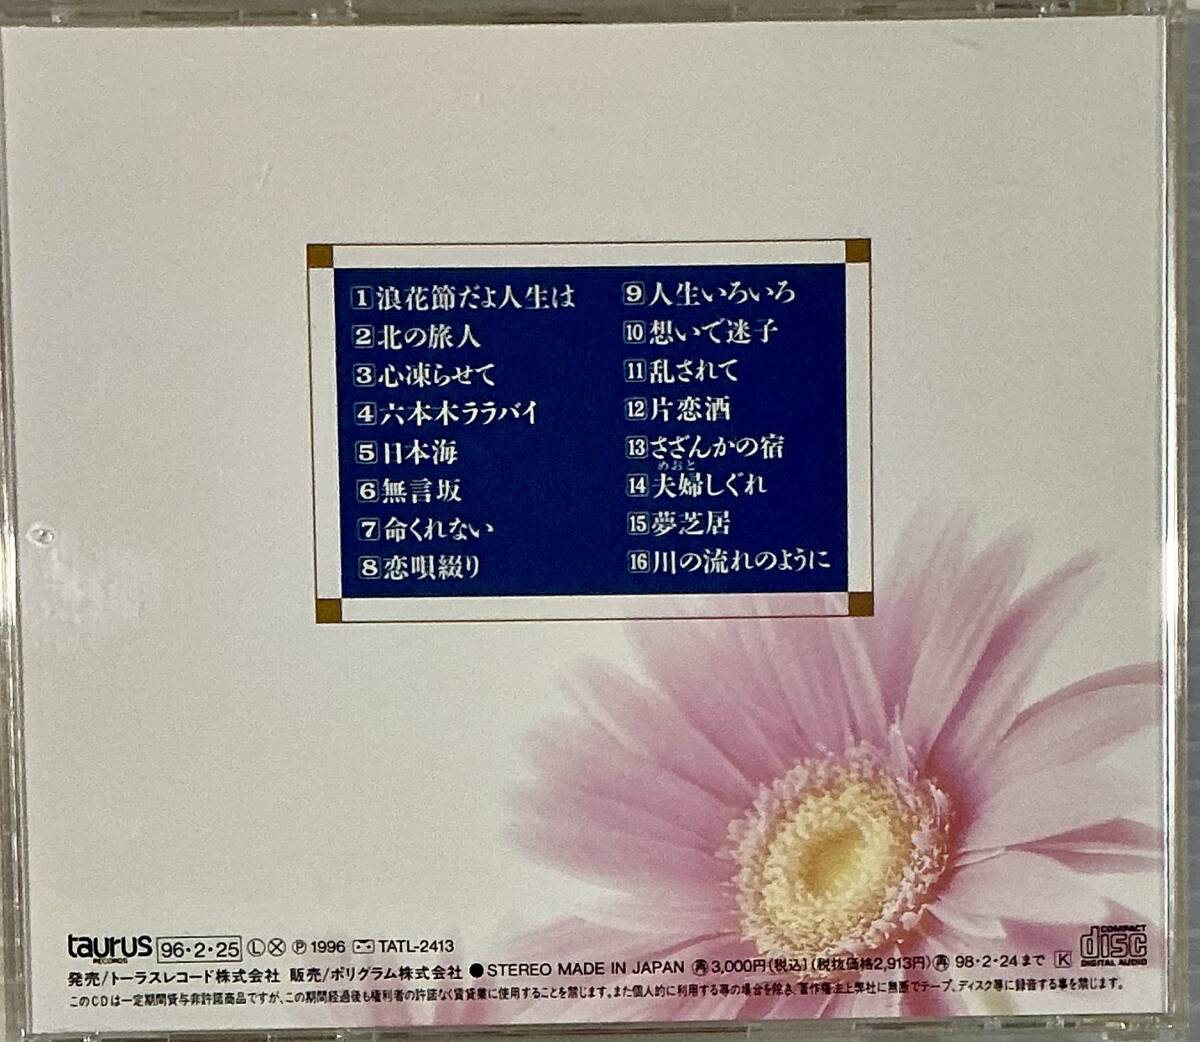 1 浪花節だよ人生は
2 北の旅人
3 心凍らせて
4 六本木ララバイ
5 日本海
6 無言坂
7 命くれない
8 恋唄綴り
9 人生いろいろ
10 想いで迷子
11 乱されて
12 片恋酒
13 さざんかの宿
めおと
14 夫婦しぐれ
15 夢芝居
16 川の流れのように
taurus RECORDS 96・2・25 Ⓛ Ⓧ Ⓟ 1996 TATL-2413
COMPACT disc DIGITAL AUDIO
発売/トーラスレコード株式会社 販売/ポリグラム株式会社 ●STEREO MADE IN JAPAN 再3,000円(税込)(税抜価格2,913円)再98・2・24まで K
このCDは一定期間貸与非許諾商品ですが、この期間経過後も権利者の許諾なく賃貸業に使用することを禁じます。また個人的に利用する等の場合を除き、著作権法上弊社に無断でテープ、ディスク等に録音する事を禁じます。